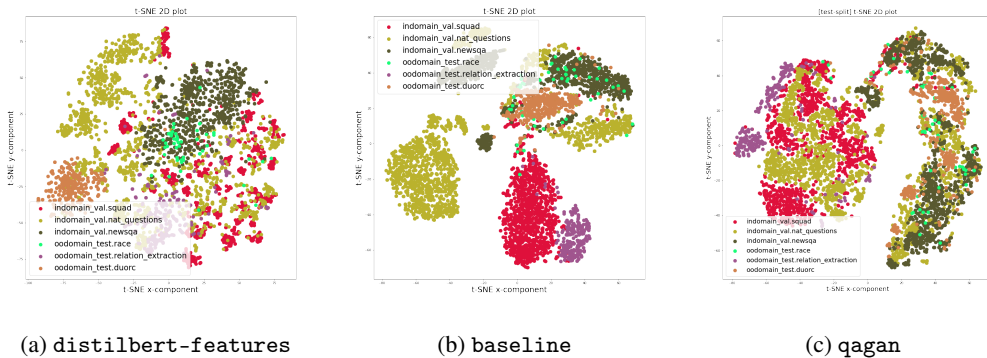 t-SNE 2D plot
t-SNE y-component
indomain_val.squad
indomain_val.nat_questions
indomain_val.newsqa
oodomain_test.race
oodomain_test.relation_extraction
oodomain_test.duorc
t-SNE x-component
(a) distilbert-features
t-SNE 2D plot
t-SNE y-component
indomain_val.squad
indomain_val.nat_questions
indomain_val.newsqa
oodomain_test.race
oodomain_test.relation_extraction
oodomain_test.duorc
t-SNE x-component
(b) baseline
[test-split] t-SNE 2D plot
t-SNE y-component
indomain_val.squad
indomain_val.nat_questions
indomain_val.newsqa
oodomain_test.race
oodomain_test.relation_extraction
oodomain_test.duorc
t-SNE x-component
(c) qagan